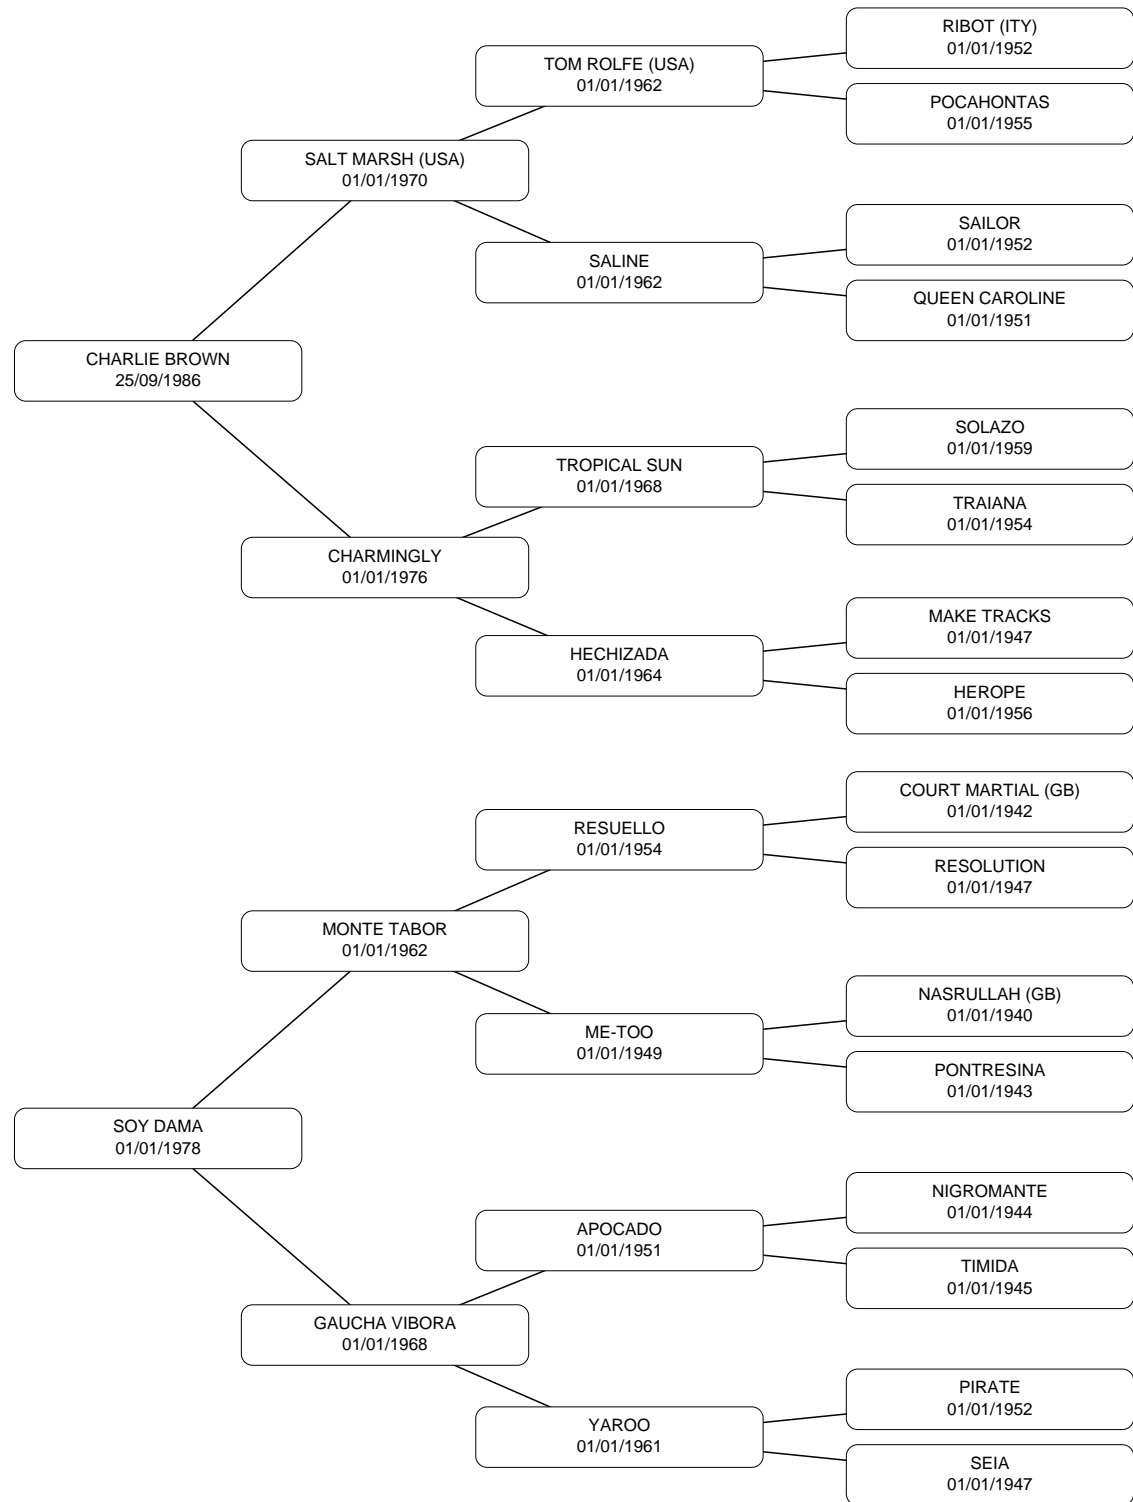 RIBOT (ITY)
01/01/1952
TOM ROLFE (USA)
01/01/1962
POCAHONTAS
01/01/1955
SALT MARSH (USA)
01/01/1970
SAILOR
01/01/1952
SALINE
01/01/1962
QUEEN CAROLINE
01/01/1951
CHARLIE BROWN
25/09/1986
SOLAZO
01/01/1959
TROPICAL SUN
01/01/1968
TRAIANA
01/01/1954
CHARMINGLY
01/01/1976
MAKE TRACKS
01/01/1947
HECHIZADA
01/01/1964
HEROPE
01/01/1956
COURT MARTIAL (GB)
01/01/1942
RESUELLO
01/01/1954
RESOLUTION
01/01/1947
MONTE TABOR
01/01/1962
NASRULLAH (GB)
01/01/1940
ME-TOO
01/01/1949
PONTRESINA
01/01/1943
SOY DAMA
01/01/1978
NIGROMANTE
01/01/1944
APOCADO
01/01/1951
TIMIDA
01/01/1945
GAUCHA VIBORA
01/01/1968
PIRATE
01/01/1952
YAROO
01/01/1961
SEIA
01/01/1947